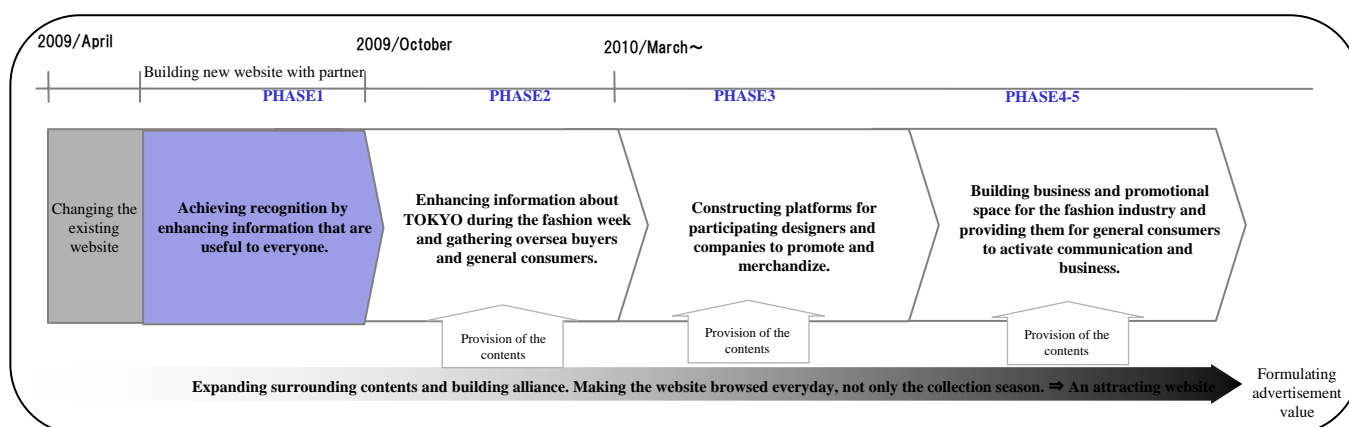 2009/April
2009/October
2010/March～
Building new website with partner
PHASE1
PHASE2
PHASE3
PHASE4-5
Changing the
existing
website
Achieving recognition by
enhancing information that are
useful to everyone.
Enhancing information about
TOKYO during the fashion week
and gathering oversea buyers
and general consumers.
Constructing platforms for
participating designers and
companies to promote and
merchandize.
Building business and promotional
space for the fashion industry and
providing them for general consumers
to activate communication and
business.
Provision of the
contents
Provision of the
contents
Provision of the
contents
Expanding surrounding contents and building alliance. Making the website browsed everyday, not only the collection season. ⇒ An attracting website
Formulating
advertisement
value